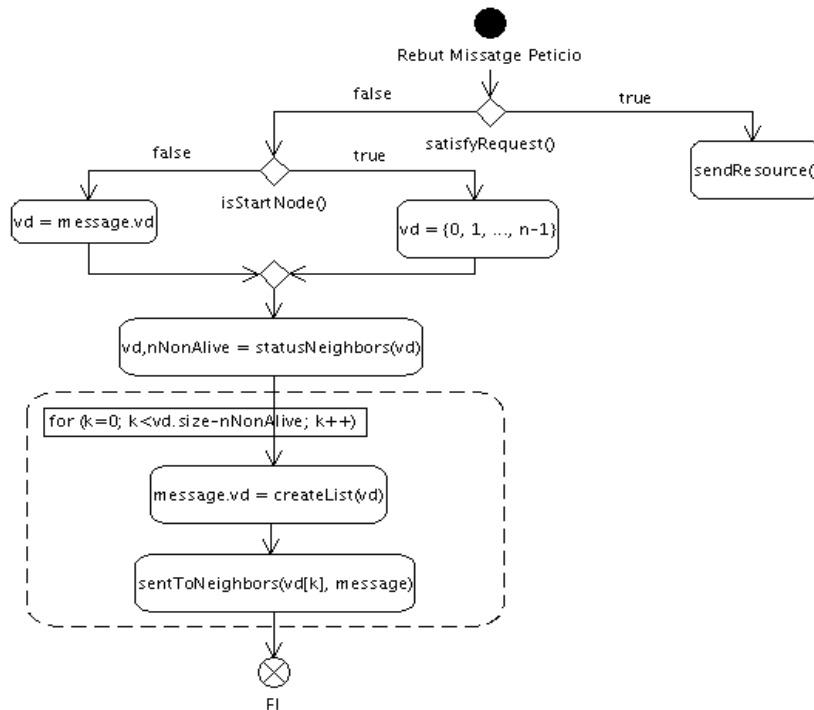 Rebut Missatge Peticio
false
true
satisfyRequest()
sendResource()
false
true
isStartNode()
vd = message.vd
vd = {0, 1, ..., n-1}
vd,nNonAlive = statusNeighbors(vd)
for (k=0; k<vd.size-nNonAlive; k++)
message.vd = createList(vd)
sentToNeighbors(vd[k], message)
FI